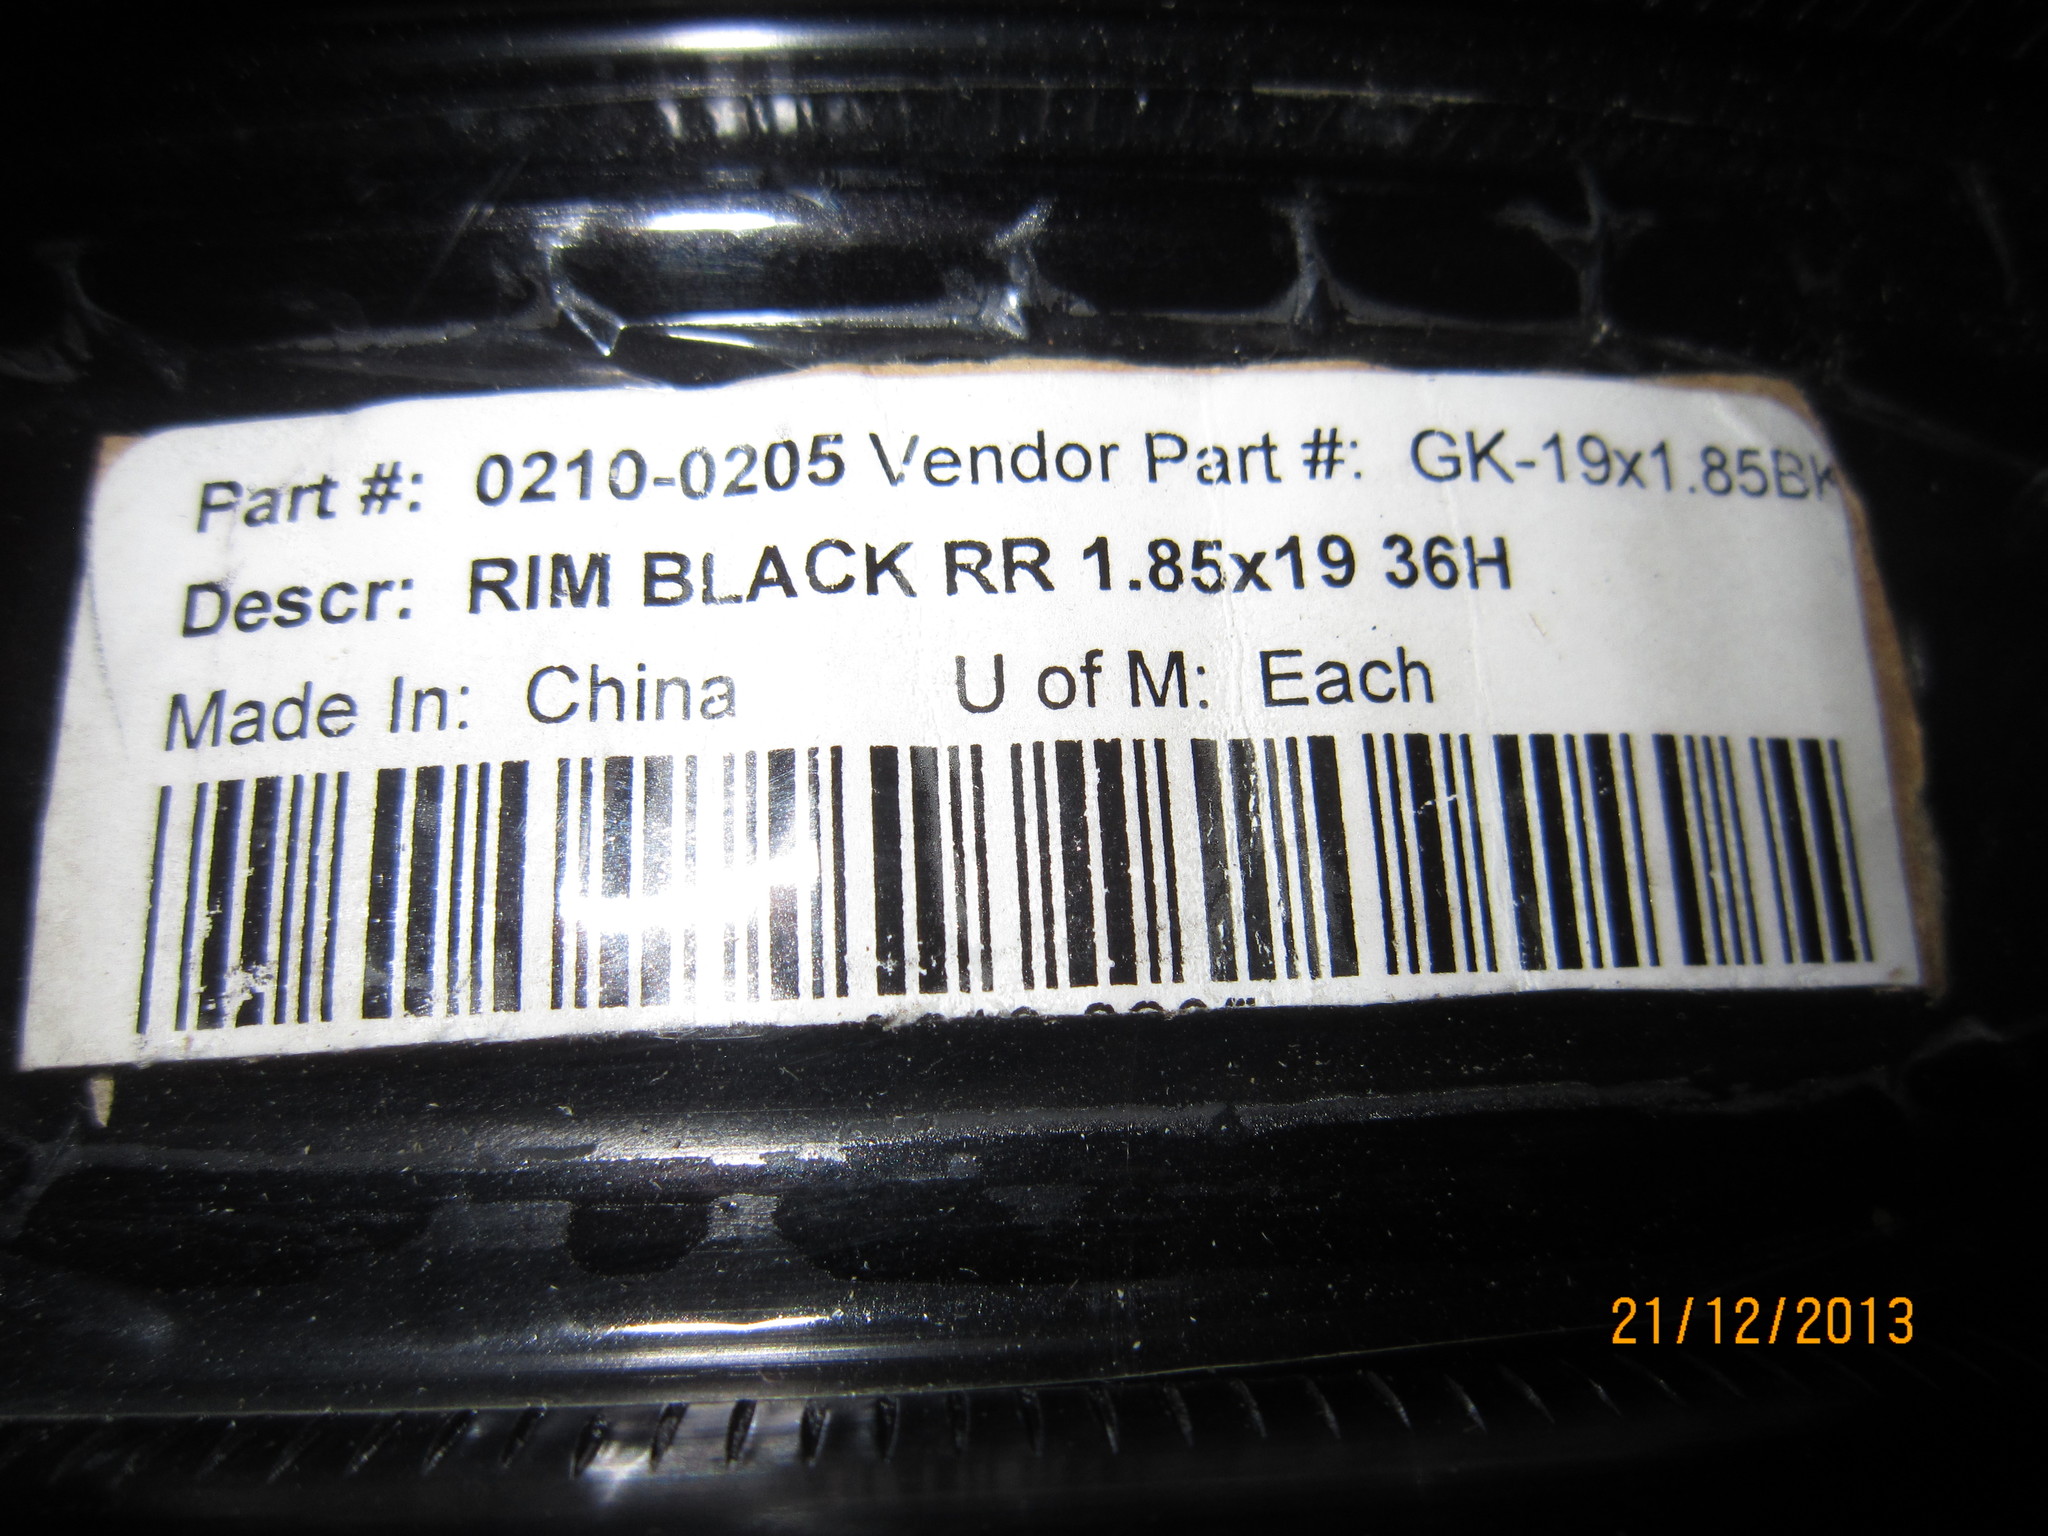 Part #: 0210-0205 Vendor Part #: GK-19x1.85BK
Descr: RIM BLACK RR 1.85x19 36H
Made In: China U of M: Each
21/12/2013